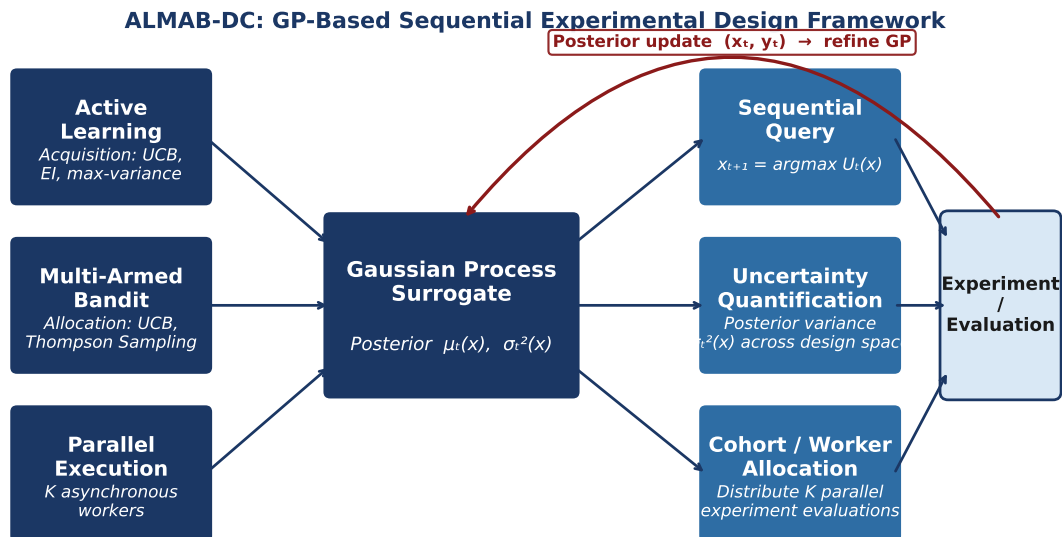 ALMAB-DC: GP-Based Sequential Experimental Design Framework
Posterior update (xₜ, yₜ) → refine GP
Active
Learning
Acquisition: UCB,
EI, max-variance
Multi-Armed
Bandit
Allocation: UCB,
Thompson Sampling
Parallel
Execution
K asynchronous
workers
Gaussian Process
Surrogate
Posterior μₜ(x), σₜ²(x)
Sequential
Query
xₜ₊₁ = argmax Uₜ(x)
Uncertainty
Quantification
Posterior variance
ₜ²(x) across design spac
Cohort / Worker
Allocation
Distribute K parallel
experiment evaluations
Experiment
/
Evaluation